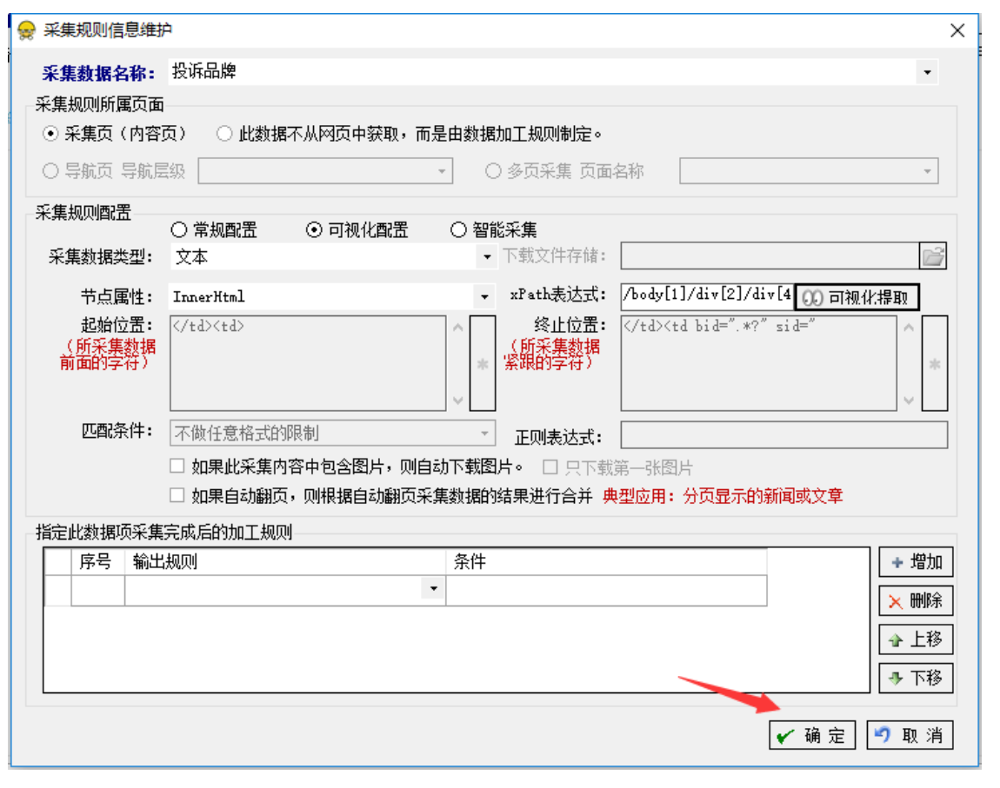 采集规则信息维护
采集数据名称: 投诉品牌
采集规则所属页面
采集页(内容页) 此数据不从网页中获取,而是由数据加工规则制定。
导航页 导航层级 多页采集 页面名称
采集规则配置
常规配置 可视化配置 智能采集
采集数据类型: 文本 下载文件存储:
节点属性: InnerHtml xPath表达式: /body[1]/div[2]/div[4 可视化提取
起始位置: </td><td> 终止位置: </td><td bid=".*?" sid="
(所采集数据 (所采集数据
前面的字符) 紧跟的字符)
* *
匹配条件: 不做任意格式的限制 正则表达式:
如果此采集内容中包含图片,则自动下载图片。 只下载第一张图片
如果自动翻页,则根据自动翻页采集数据的结果进行合并 典型应用: 分页显示的新闻或文章
指定此数据项采集完成后的加工规则
序号 输出规则 条件 增加
删除
上移
下移
确定 取消